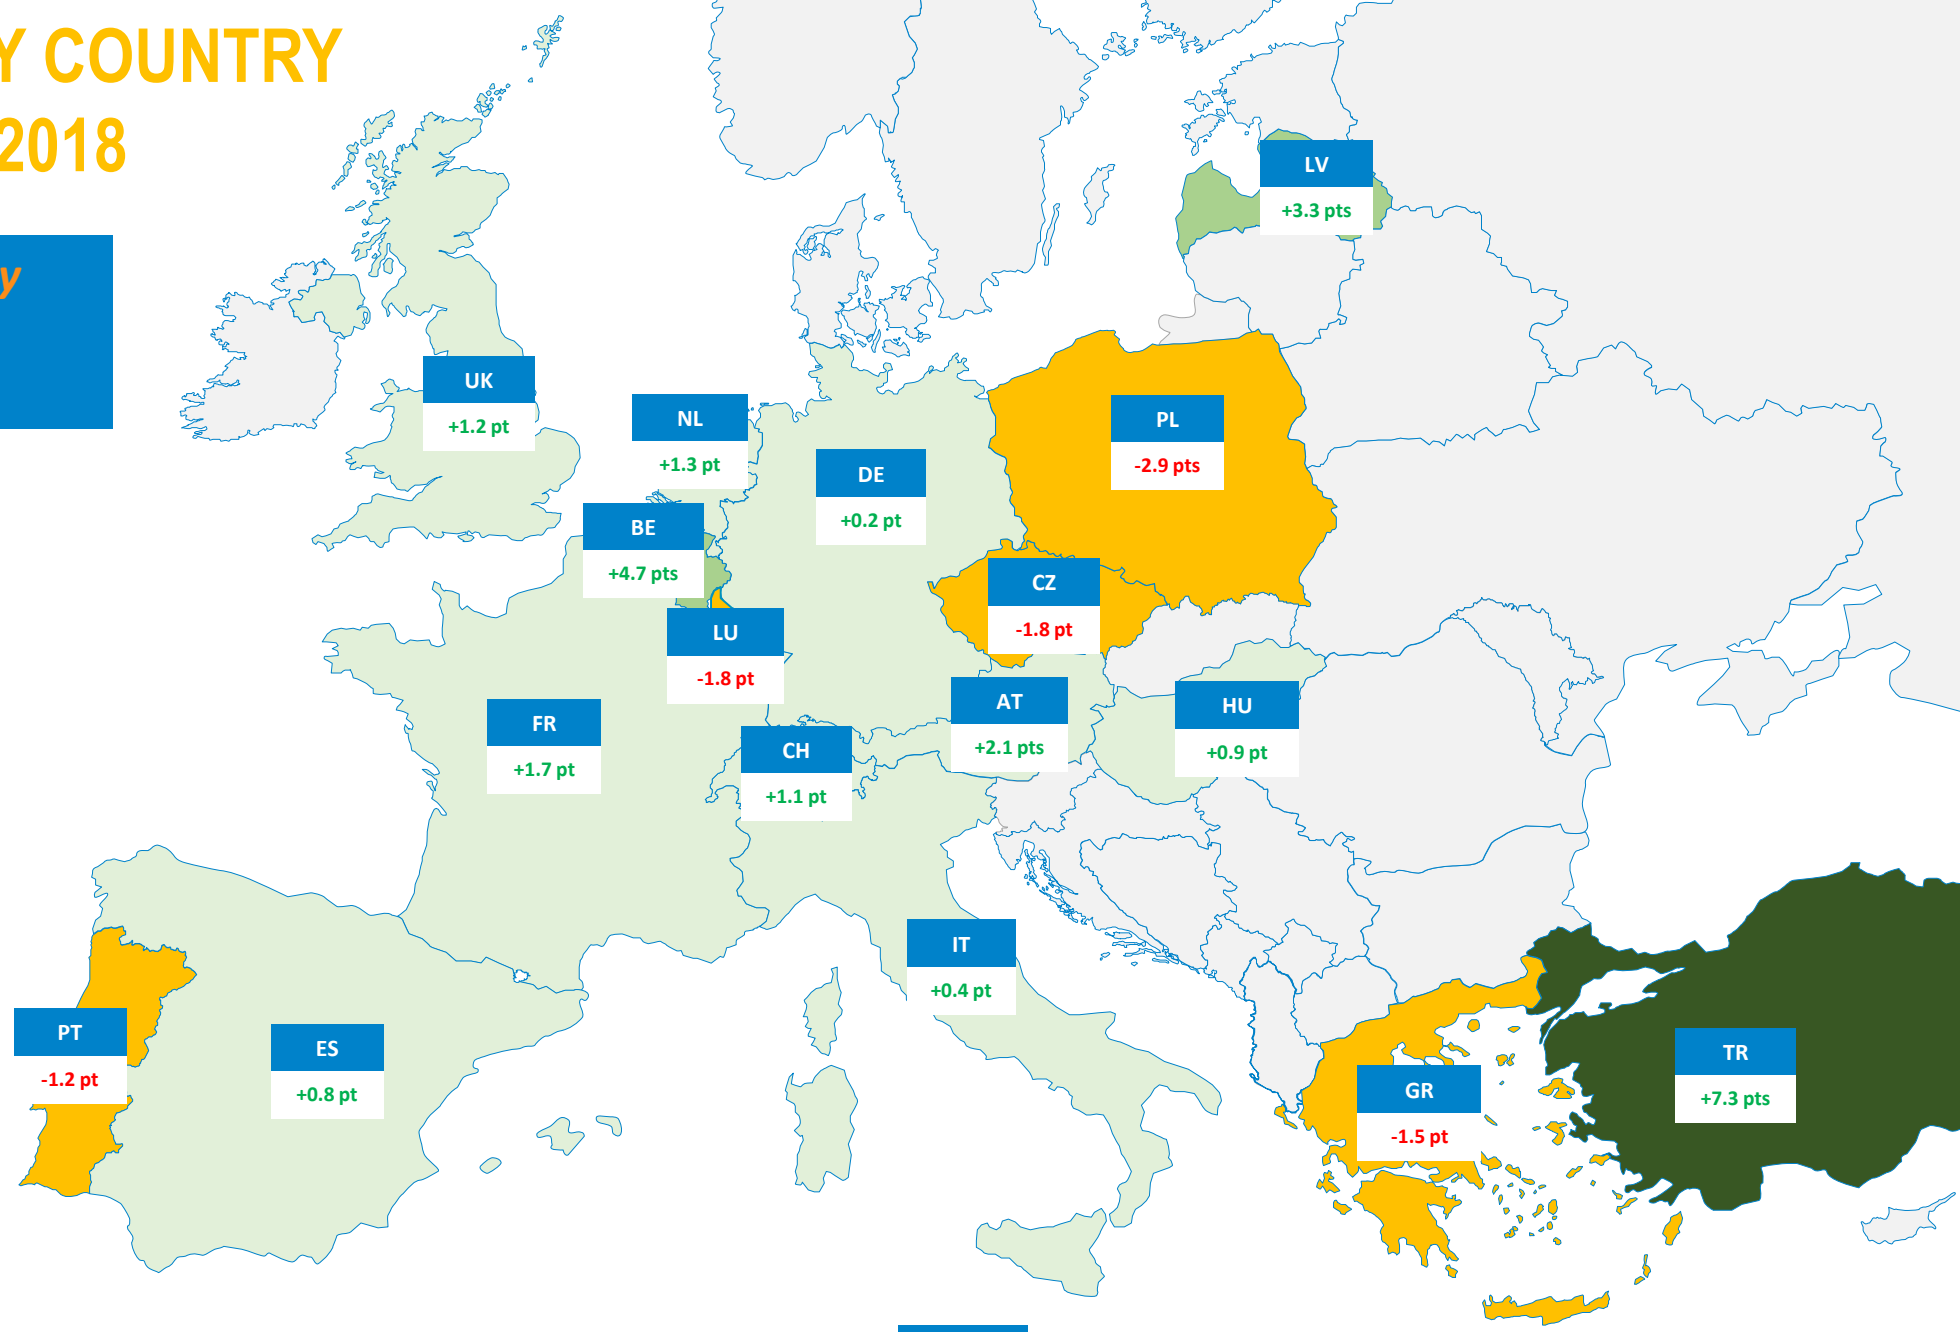 Y COUNTRY
2018
y
LV
+3.3 pts
UK
+1.2 pt
NL
+1.3 pt
PL
-2.9 pts
DE
+0.2 pt
BE
+4.7 pts
CZ
-1.8 pt
LU
-1.8 pt
AT
+2.1 pts
HU
+0.9 pt
FR
+1.7 pt
CH
+1.1 pt
IT
+0.4 pt
PT
-1.2 pt
ES
+0.8 pt
TR
+7.3 pts
GR
-1.5 pt